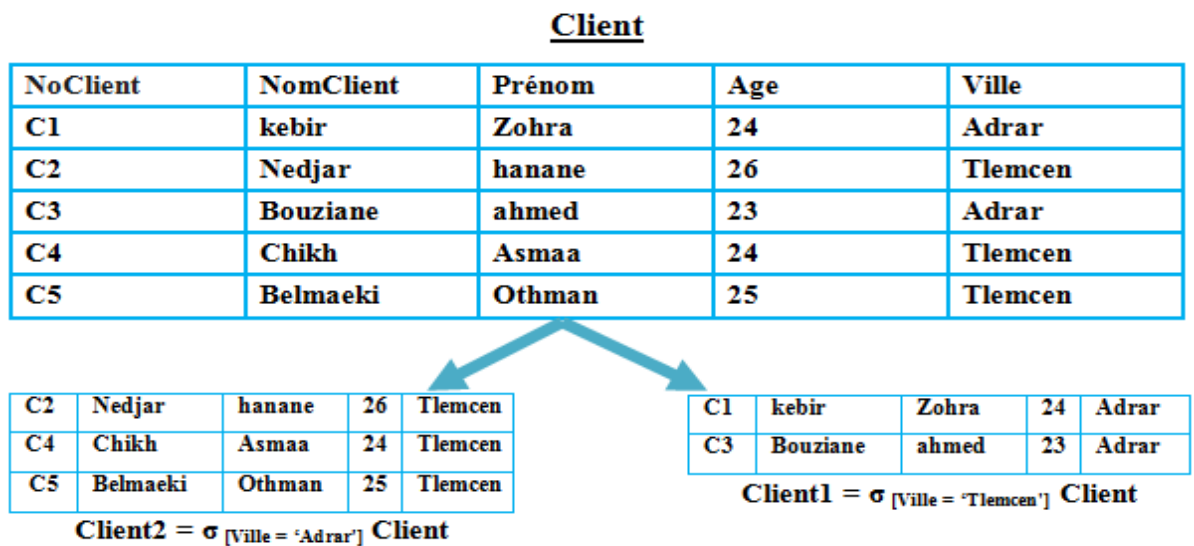 Client
NoClient NomClient Prénom Age Ville
C1 kebir Zohra 24 Adrar
C2 Nedjar hanane 26 Tlemcen
C3 Bouziane ahmed 23 Adrar
C4 Chikh Asmaa 24 Tlemcen
C5 Belmaeki Othman 25 Tlemcen
C2 Nedjar hanane 26 Tlemcen
C4 Chikh Asmaa 24 Tlemcen
C5 Belmaeki Othman 25 Tlemcen
Client2 = σ [Ville = ‘Adrar’] Client
C1 kebir Zohra 24 Adrar
C3 Bouziane ahmed 23 Adrar
Client1 = σ [Ville = ‘Tlemcen’] Client